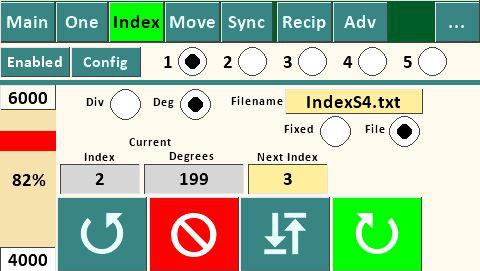 Main One Index Move Sync Recip Adv ...
Enabled Config 1 2 3 4 5
6000 Div Deg Filename IndexS4.txt
Fixed File
Current
Index Degrees Next Index
82% 2 199 3
4000